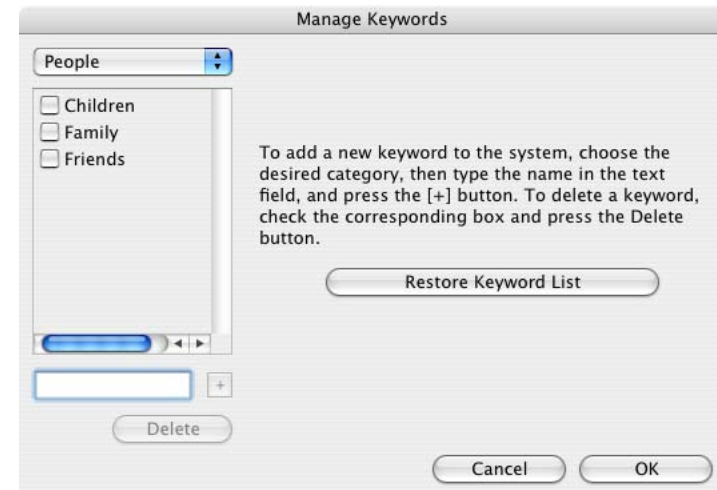 Manage Keywords
People
Children
Family
Friends
To add a new keyword to the system, choose the
desired category, then type the name in the text
field, and press the [+] button. To delete a keyword,
check the corresponding box and press the Delete
button.
Restore Keyword List
+
Delete
Cancel
OK